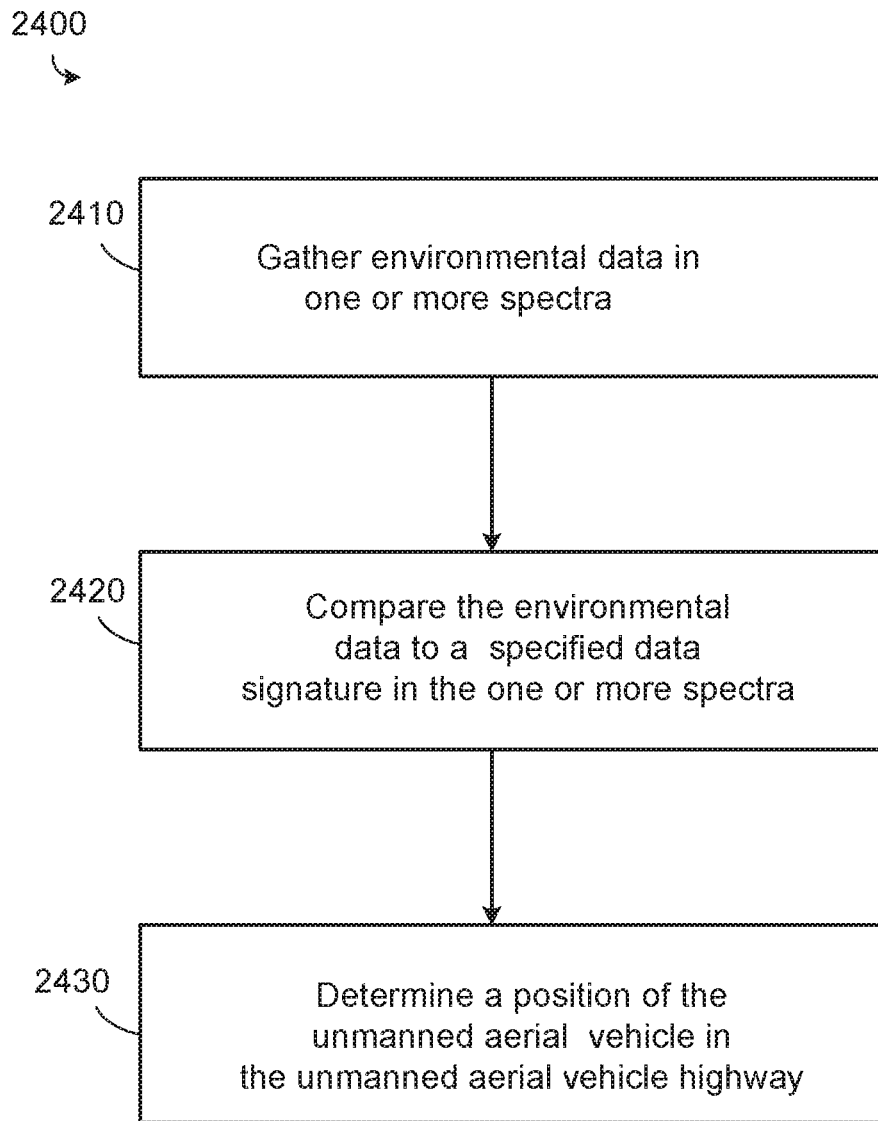 2400
2410
Gather environmental data in
one or more spectra
2420
Compare the environmental
data to a specified data
signature in the one or more spectra
2430
Determine a position of the
unmanned aerial vehicle in
the unmanned aerial vehicle highway